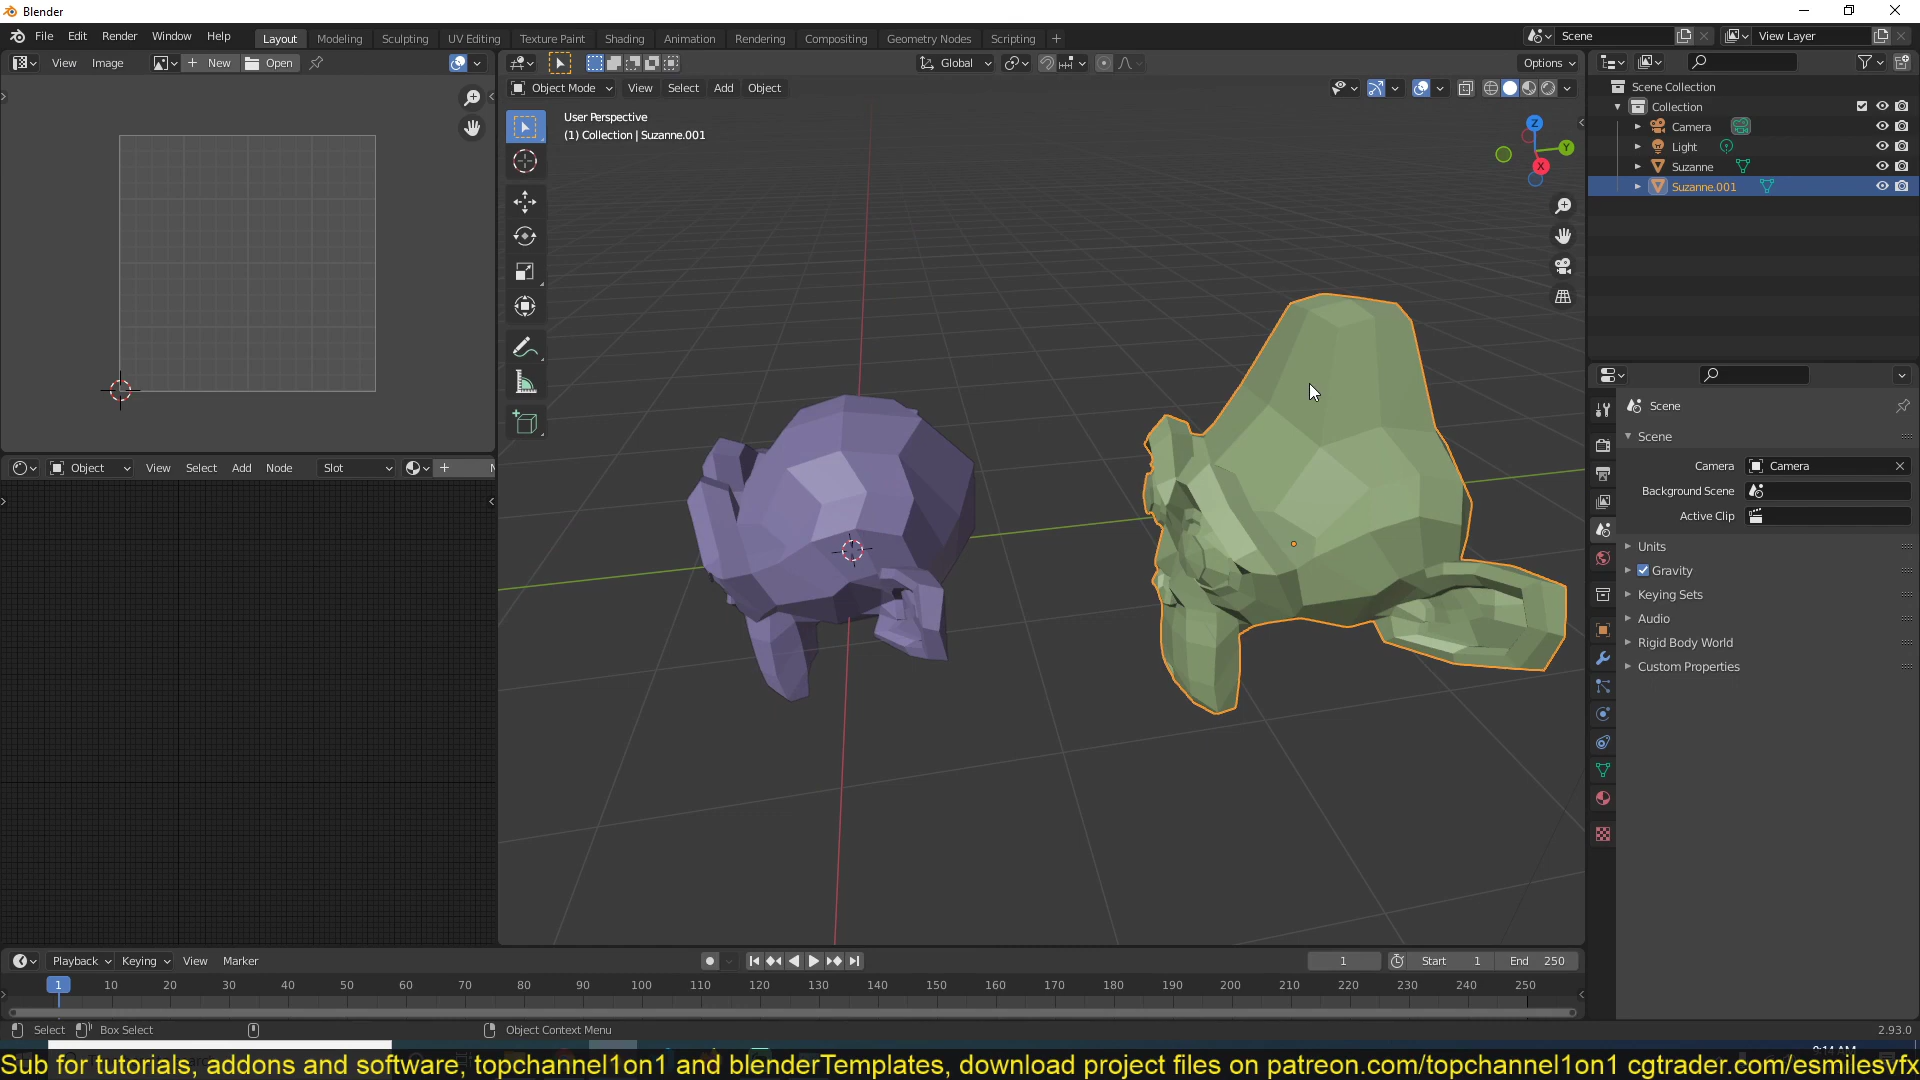 Blender
File Edit Render Window Help Layout Modeling Sculpting UV Editing Texture Paint Shading Animation Rendering Compositing Geometry Nodes Scripting + Scene View Layer
View Image New Open Global Options
Object Mode View Select Add Object
User Perspective
(1) Collection | Suzanne.001
Z
Y
X
Scene Collection
Collection
Camera
Light
Suzanne
Suzanne.001
Scene
Scene
Camera Camera
Background Scene
Active Clip
Units
Gravity
Keying Sets
Audio
Rigid Body World
Custom Properties
Object View Select Add Node Slot
Playback Keying View Marker 1 Start 1 End 250
1 10 20 30 40 50 60 70 80 90 100 110 120 130 140 150 160 170 180 190 200 210 220 230 240 250
Select Box Select Object Context Menu 2.93.0
Sub for tutorials, addons and software; topchannel1on1 and blenderTemplates, download project files on patreon.com/topchannel1on1 cgtrader.com/esmilesvfx